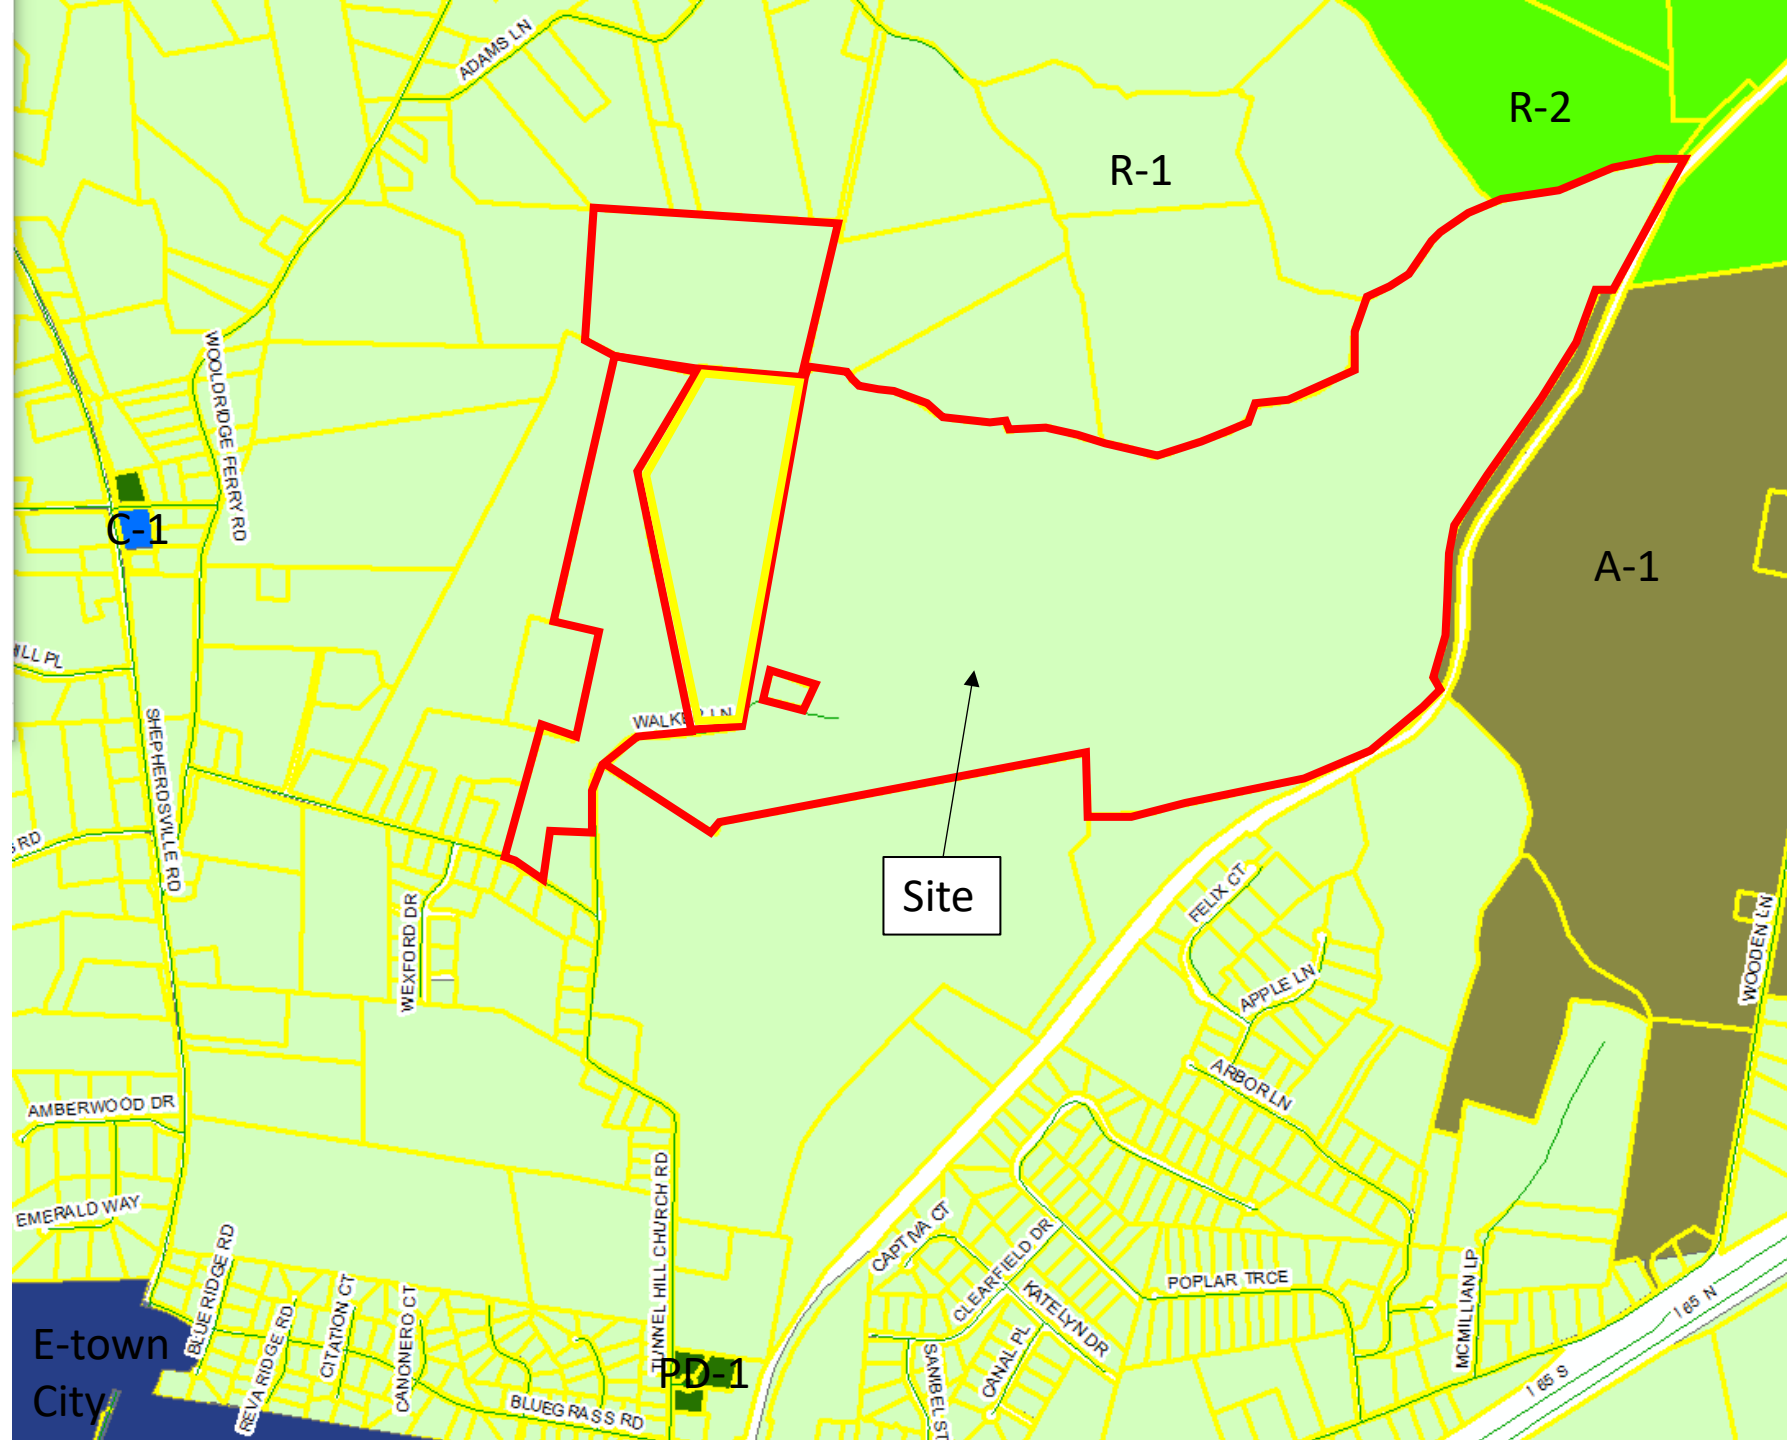 ADAMS LN
R-2
R-1
WOOLDRIDGE FERRY RD
C-1
A-1
HILL PL
WALKER LN
SHEPHERDSVILLE RD
RD
Site
FELIX CT
WEXFORD DR
WOODEN LN
APPLE LN
ARBOR LN
AMBERWOOD DR
EMERALD WAY
TUNNEL HILL CHURCH RD
CAPTIVA CT
BLUE RIDGE RD
CLEARFIELD DR
POPLAR TRCE
KATELYN DR
CITATION CT
CANONERO CT
REVA RIDGE RD
MCMILLIAN LP
I 65 N
E-town
City
PD-1
SANIBEL ST
CANAL PL
I 65 S
BLUEGRASS RD